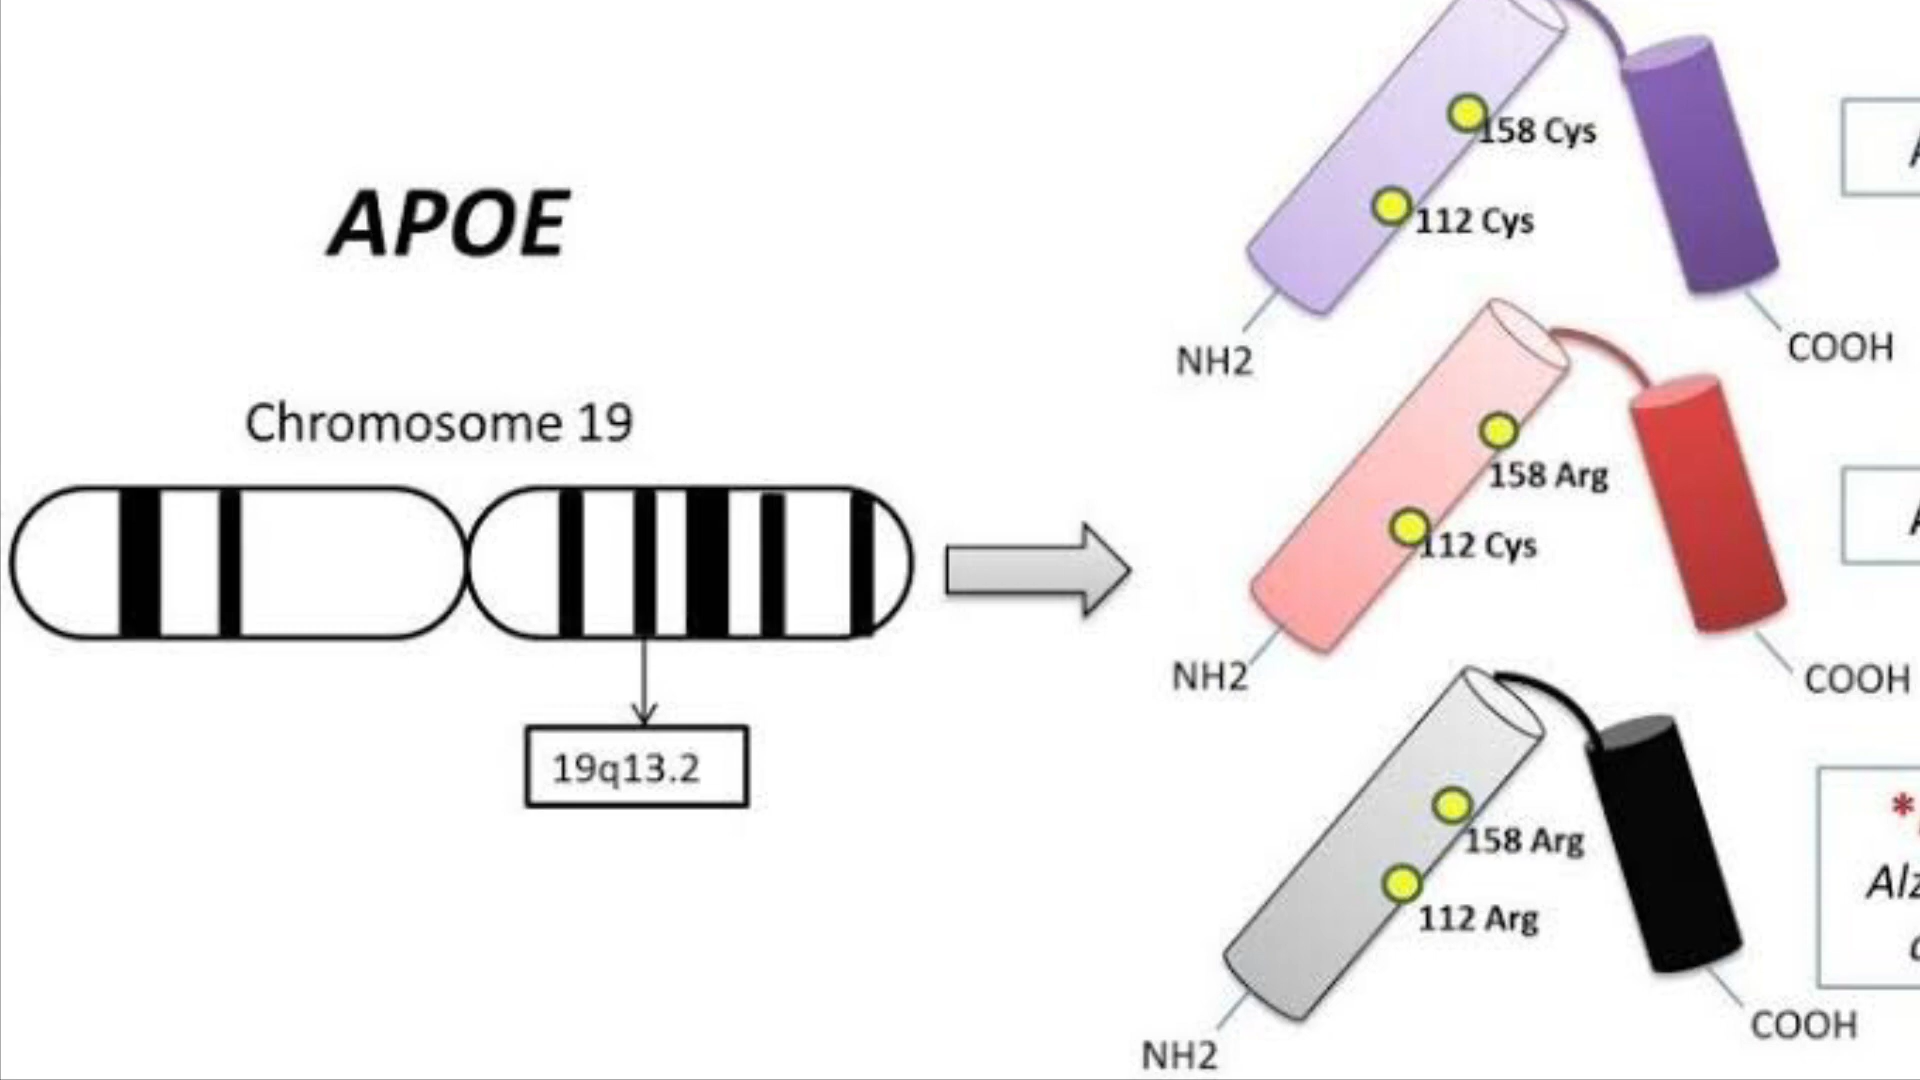 APOE
Chromosome 19
19q13.2
158 Cys
112 Cys
NH2
COOH
158 Arg
112 Cys
NH2
COOH
158 Arg
112 Arg
NH2
COOH
*